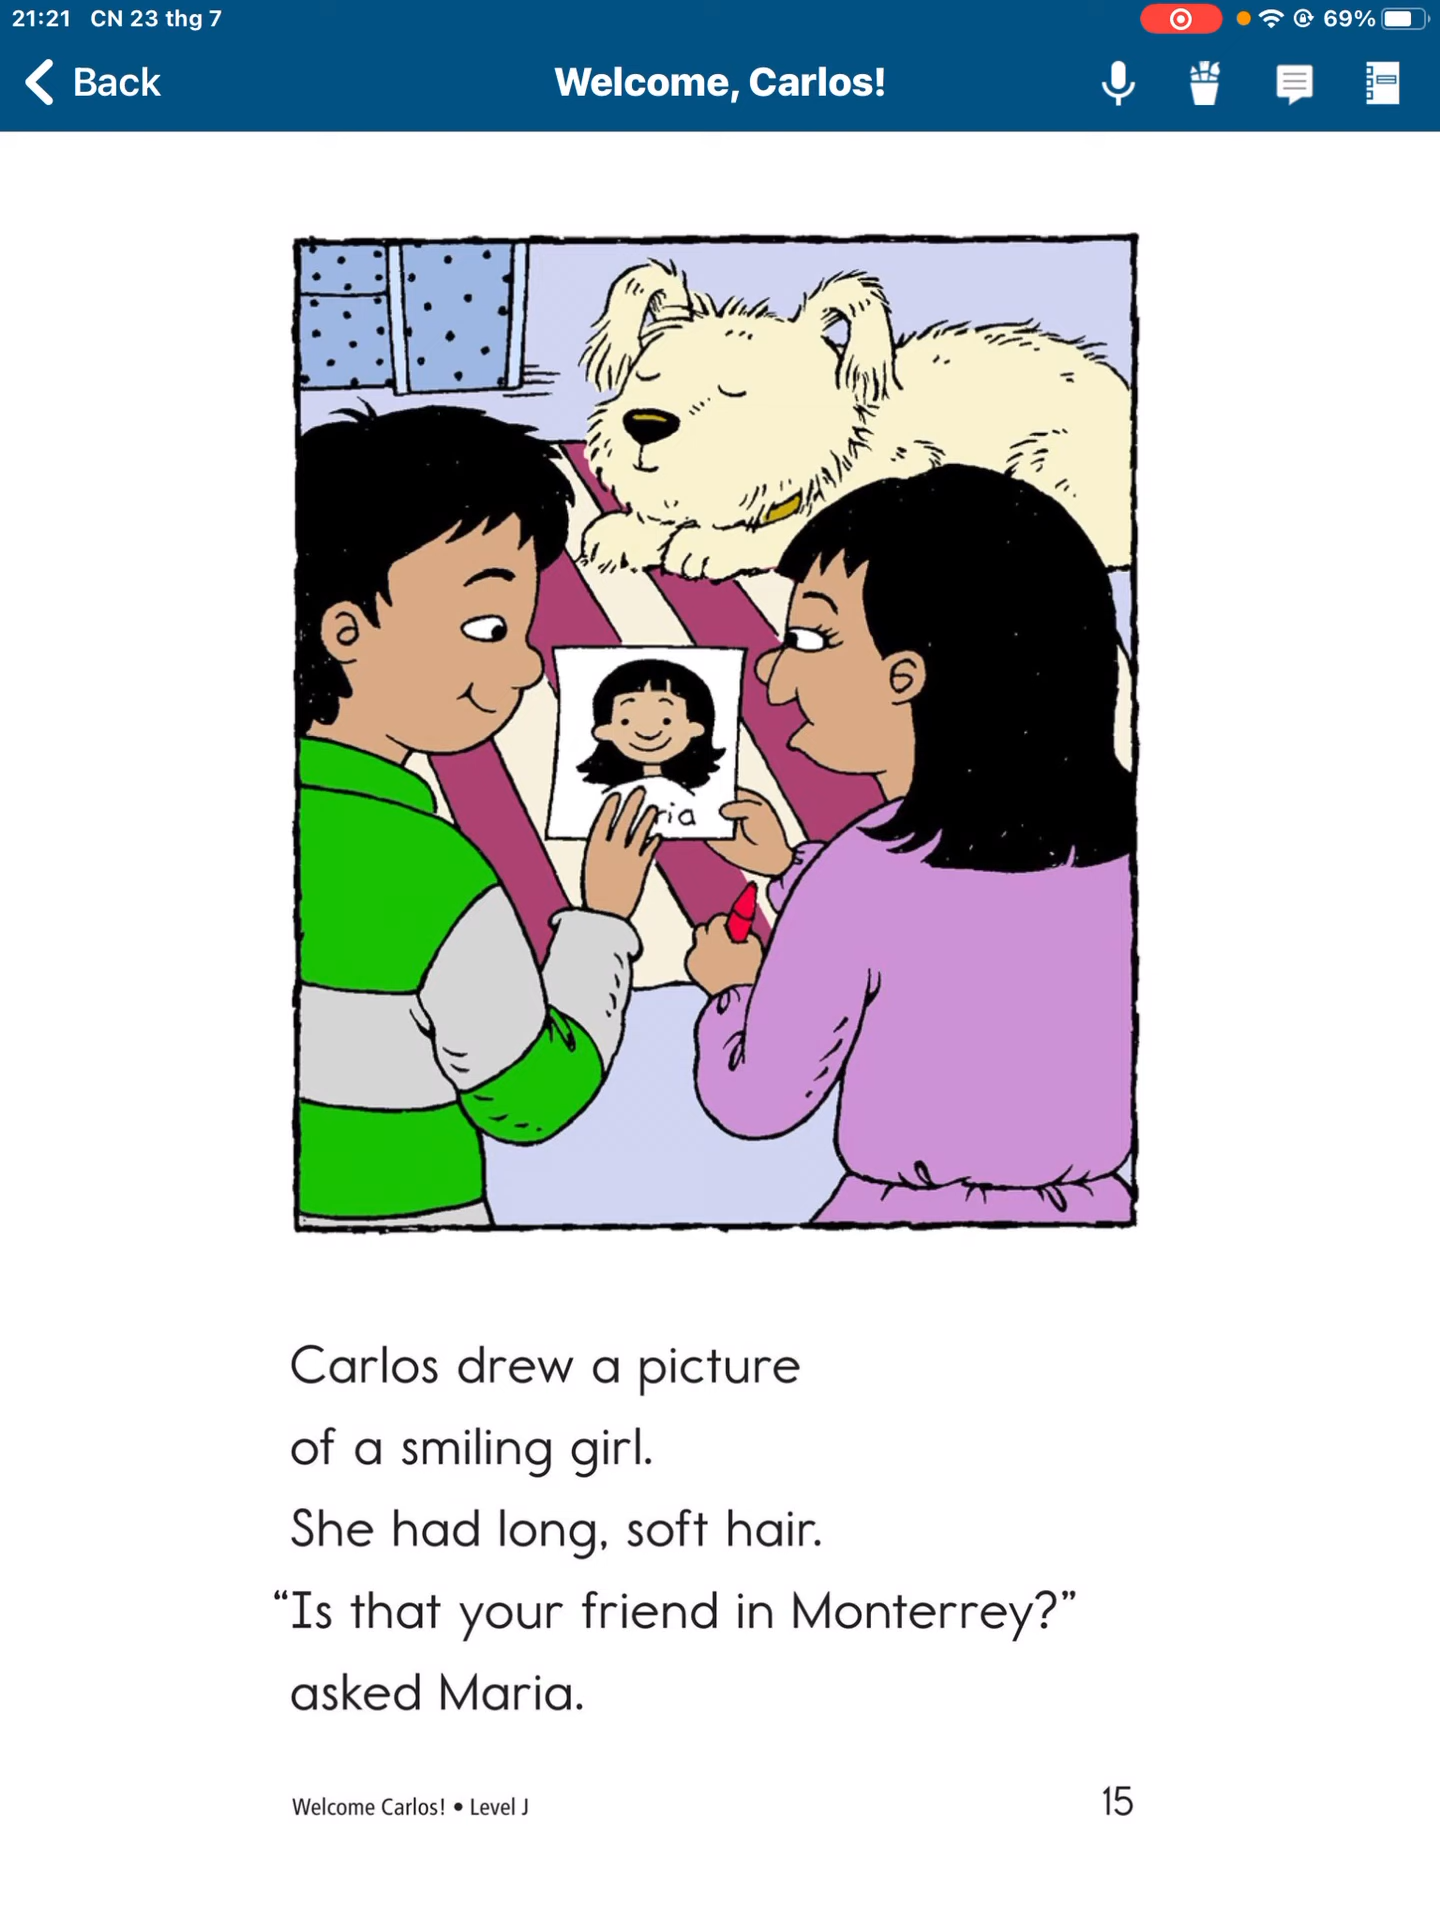 21:21 CN 23 thg 7 69%
Back Welcome, Carlos!
ria
Carlos drew a picture
of a smiling girl.
She had long, soft hair.
“Is that your friend in Monterrey?”
asked Maria.
Welcome Carlos! • Level J 15